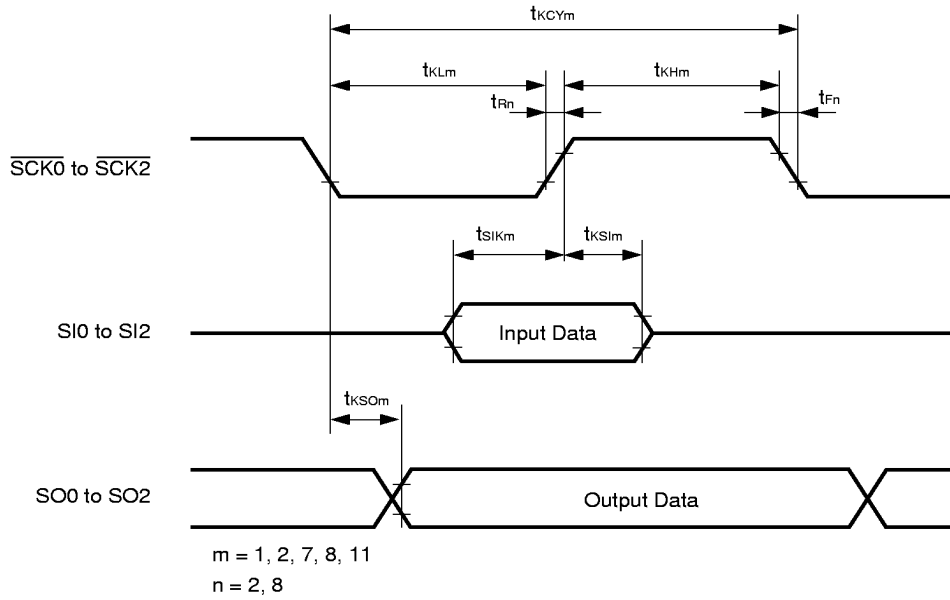 tKCYm
tKLm
tKHm
tRn
tFn
SCK0 to SCK2
tSIKm
tKSIm
SI0 to SI2
Input Data
tKSOm
SO0 to SO2
Output Data
m = 1, 2, 7, 8, 11
n = 2, 8